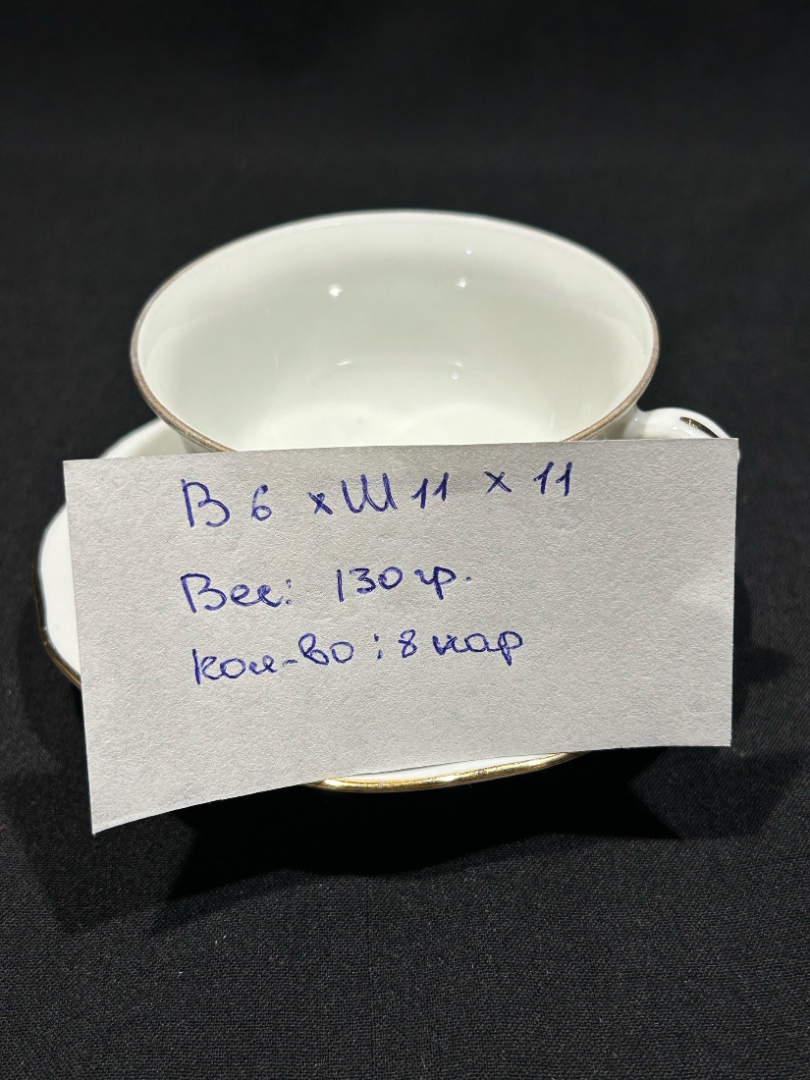 В 6 х Ш 11 х 11
Вес: 130 гр.
кол-во : 8 пар